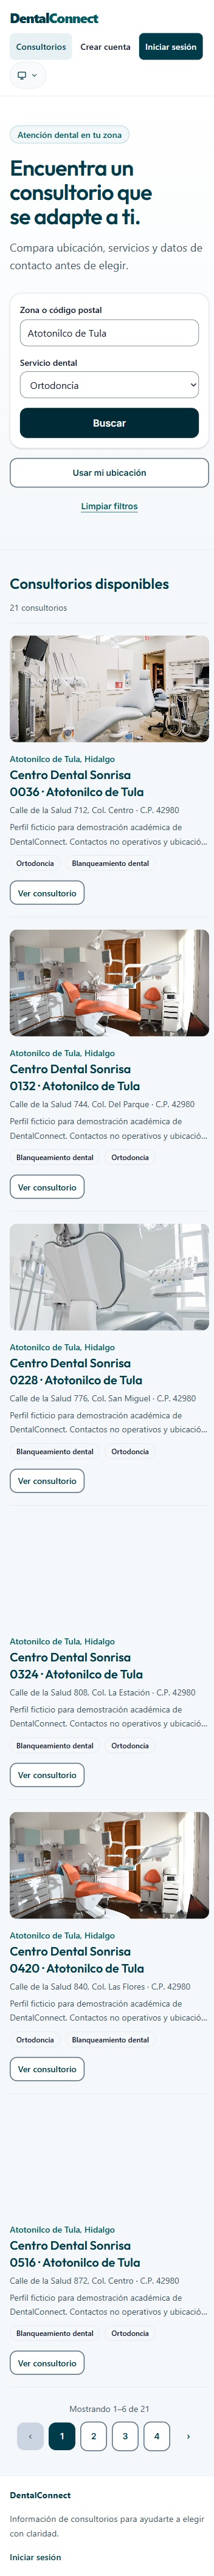 DentalConnect
Consultorios Crear cuenta Iniciar sesión
Atención dental en tu zona
Encuentra un
consultorio que
se adapte a ti.
Compara ubicación, servicios y datos de
contacto antes de elegir.
Zona o código postal
Atotonilco de Tula
Servicio dental
Ortodoncia
Buscar
Usar mi ubicación
Limpiar filtros
Consultorios disponibles
21 consultorios
Atotonilco de Tula, Hidalgo
Centro Dental Sonrisa
0036 · Atotonilco de Tula
Calle de la Salud 712, Col. Centro · C.P. 42980
Perfil ficticio para demostración académica de
DentalConnect. Contactos no operativos y ubicació...
Ortodoncia Blanqueamiento dental
Ver consultorio
Atotonilco de Tula, Hidalgo
Centro Dental Sonrisa
0132 · Atotonilco de Tula
Calle de la Salud 744, Col. Del Parque · C.P. 42980
Perfil ficticio para demostración académica de
DentalConnect. Contactos no operativos y ubicació...
Blanqueamiento dental Ortodoncia
Ver consultorio
Atotonilco de Tula, Hidalgo
Centro Dental Sonrisa
0228 · Atotonilco de Tula
Calle de la Salud 776, Col. San Miguel · C.P. 42980
Perfil ficticio para demostración académica de
DentalConnect. Contactos no operativos y ubicació...
Blanqueamiento dental Ortodoncia
Ver consultorio
Atotonilco de Tula, Hidalgo
Centro Dental Sonrisa
0324 · Atotonilco de Tula
Calle de la Salud 808, Col. La Estación · C.P. 42980
Perfil ficticio para demostración académica de
DentalConnect. Contactos no operativos y ubicació...
Blanqueamiento dental Ortodoncia
Ver consultorio
Atotonilco de Tula, Hidalgo
Centro Dental Sonrisa
0420 · Atotonilco de Tula
Calle de la Salud 840, Col. Las Flores · C.P. 42980
Perfil ficticio para demostración académica de
DentalConnect. Contactos no operativos y ubicació...
Ortodoncia Blanqueamiento dental
Ver consultorio
Atotonilco de Tula, Hidalgo
Centro Dental Sonrisa
0516 · Atotonilco de Tula
Calle de la Salud 872, Col. Centro · C.P. 42980
Perfil ficticio para demostración académica de
DentalConnect. Contactos no operativos y ubicació...
Blanqueamiento dental Ortodoncia
Ver consultorio
Mostrando 1–6 de 21
‹ 1 2 3 4 ›
DentalConnect
Información de consultorios para ayudarte a elegir
con claridad.
Iniciar sesión